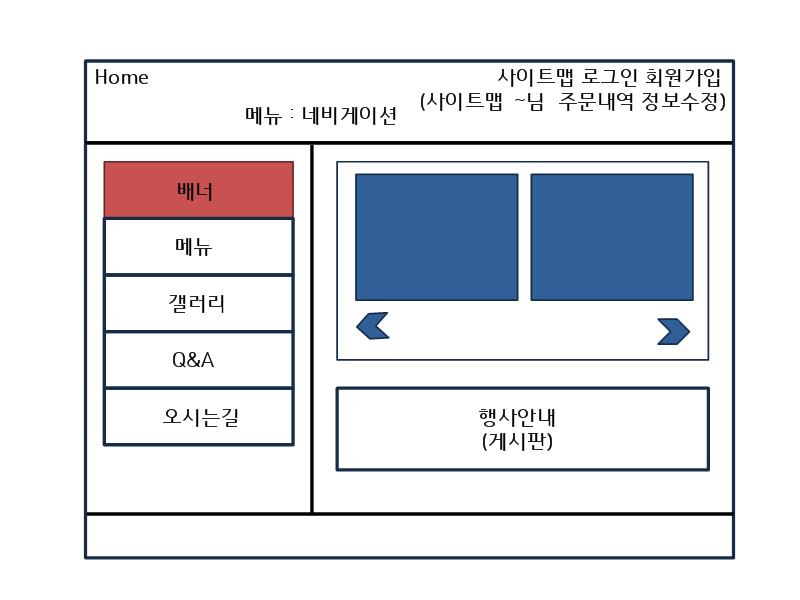 Home
사이트맵 로그인 회원가입
(사이트맵 ~님 주문내역 정보수정)
메뉴 : 네비게이션
배너
메뉴
갤러리
Q&A
오시는길
행사안내
(게시판)